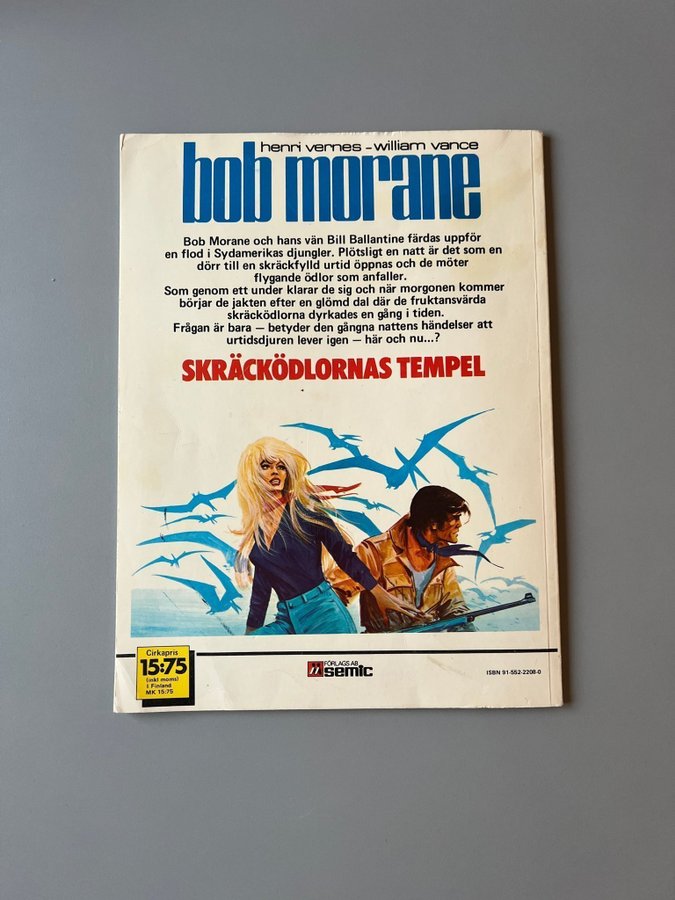 henri vernes - william vance
bob morane
Bob Morane och hans vän Bill Ballantine färdas uppför
en flod i Sydamerikas djungler. Plötsligt en natt är det som en
dörr till en skräckfylld urtid öppnas och de möter
flygande ödlor som anfaller.
Som genom ett under klarar de sig och när morgonen kommer
börjar de jakten efter en glömd dal där de fruktansvärda
skräcködlorna dyrkades en gång i tiden.
Frågan är bara — betyder den gångna nattens händelser att
urtidsdjuren lever igen — här och nu...?
SKRÄCKÖDLORNAS TEMPEL
Cirkapris
15:75
(inkl moms)
I Finland
MK 15:75
FÖRLAGS AB
semic
ISBN 91-552-2208-0